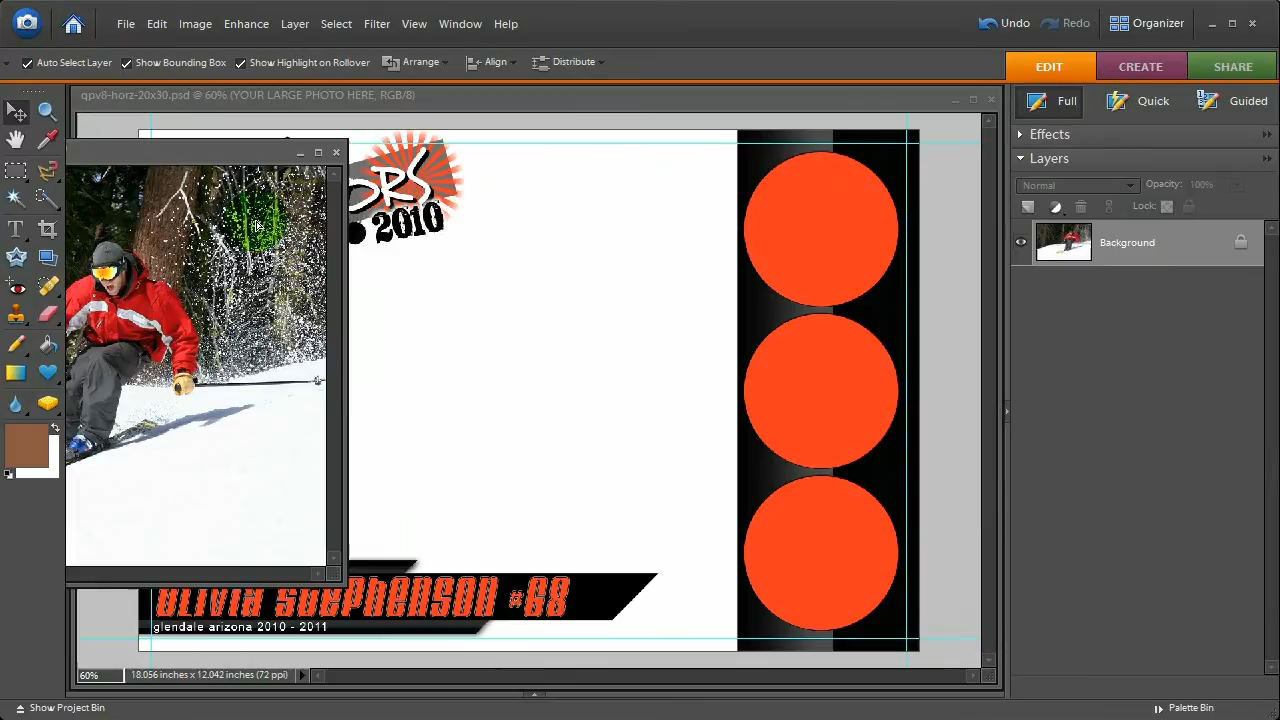 File Edit Image Enhance Layer Select Filter View Window Help
Undo Redo Organizer
Auto Select Layer Show Bounding Box Show Highlight on Rollover Arrange Align Distribute
EDIT CREATE SHARE
qpv8-horz-20x30.psd @ 60% (YOUR LARGE PHOTO HERE, RGB/8)
Full Quick Guided
Effects
Layers
Normal Opacity: 100%
Lock:
Background
ORS
2010
OLIVIA STEPHENSON #68
glendale arizona 2010 - 2011
60% 18.056 inches x 12.042 inches (72 ppi)
Show Project Bin Palette Bin